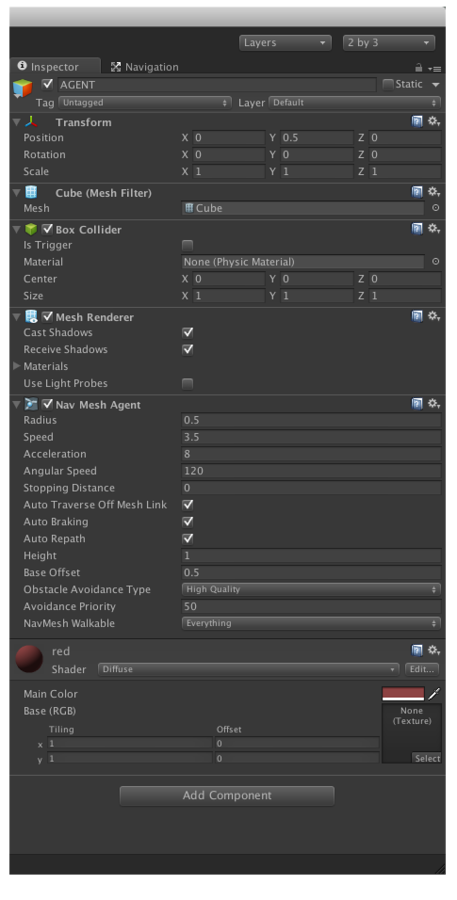 Layers 2 by 3
Inspector Navigation
AGENT Static
Tag Untagged Layer Default
Transform
Position X 0 Y 0.5 Z 0
Rotation X 0 Y 0 Z 0
Scale X 1 Y 1 Z 1
Cube (Mesh Filter)
Mesh Cube
Box Collider
Is Trigger
Material None (Physic Material)
Center X 0 Y 0 Z 0
Size X 1 Y 1 Z 1
Mesh Renderer
Cast Shadows
Receive Shadows
Materials
Use Light Probes
Nav Mesh Agent
Radius 0.5
Speed 3.5
Acceleration 8
Angular Speed 120
Stopping Distance 0
Auto Traverse Off Mesh Link
Auto Braking
Auto Repath
Height 1
Base Offset 0.5
Obstacle Avoidance Type High Quality
Avoidance Priority 50
NavMesh Walkable Everything
red
Shader Diffuse Edit...
Main Color
Base (RGB) None
(Texture)
Tiling Offset
x 1 0
y 1 0 Select
Add Component